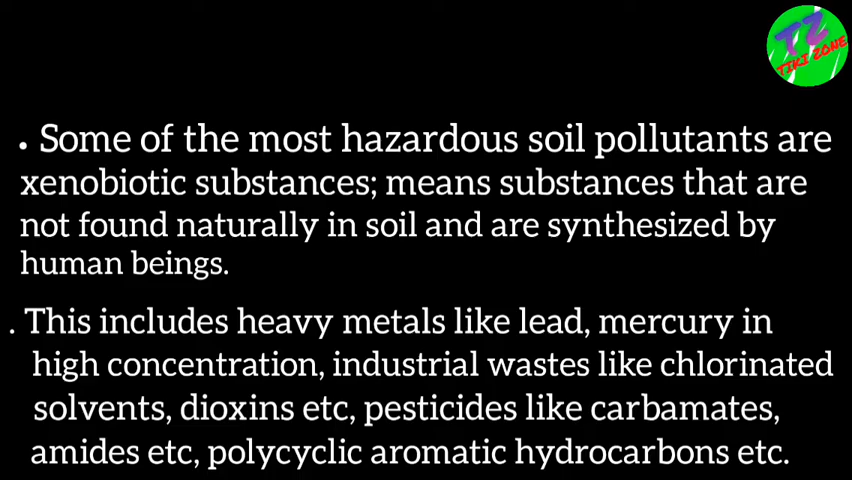 TZ
TIKI ZONE
• Some of the most hazardous soil pollutants are
xenobiotic substances; means substances that are
not found naturally in soil and are synthesized by
human beings.
. This includes heavy metals like lead, mercury in
high concentration, industrial wastes like chlorinated
solvents, dioxins etc, pesticides like carbamates,
amides etc, polycyclic aromatic hydrocarbons etc.